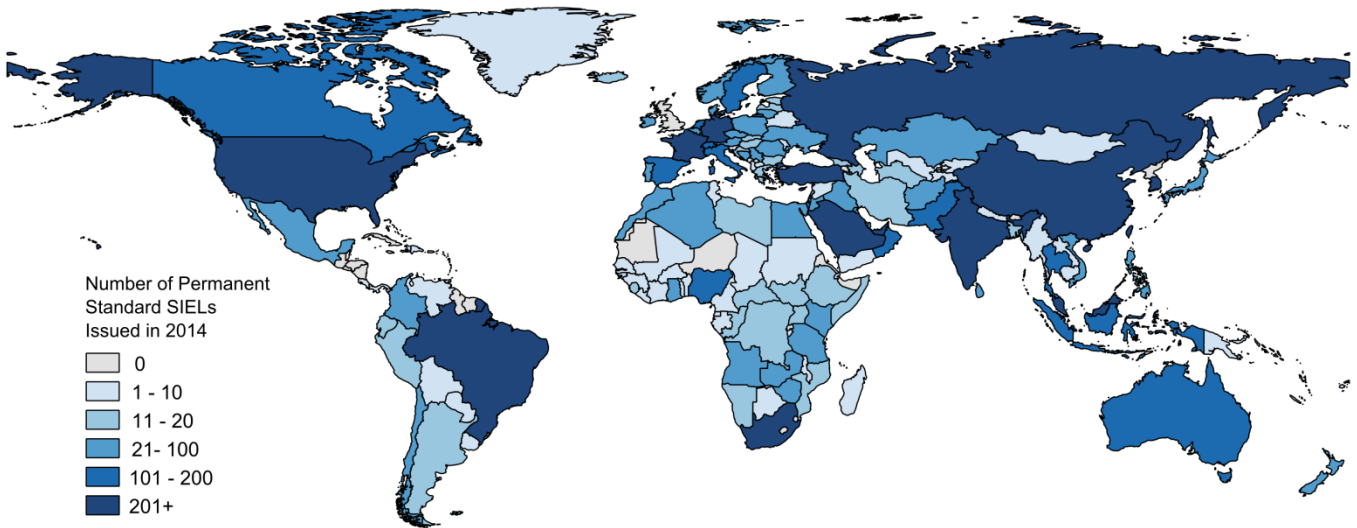 Number of Permanent
Standard SIELs
Issued in 2014
0
1 - 10
11 - 20
21- 100
101 - 200
201+